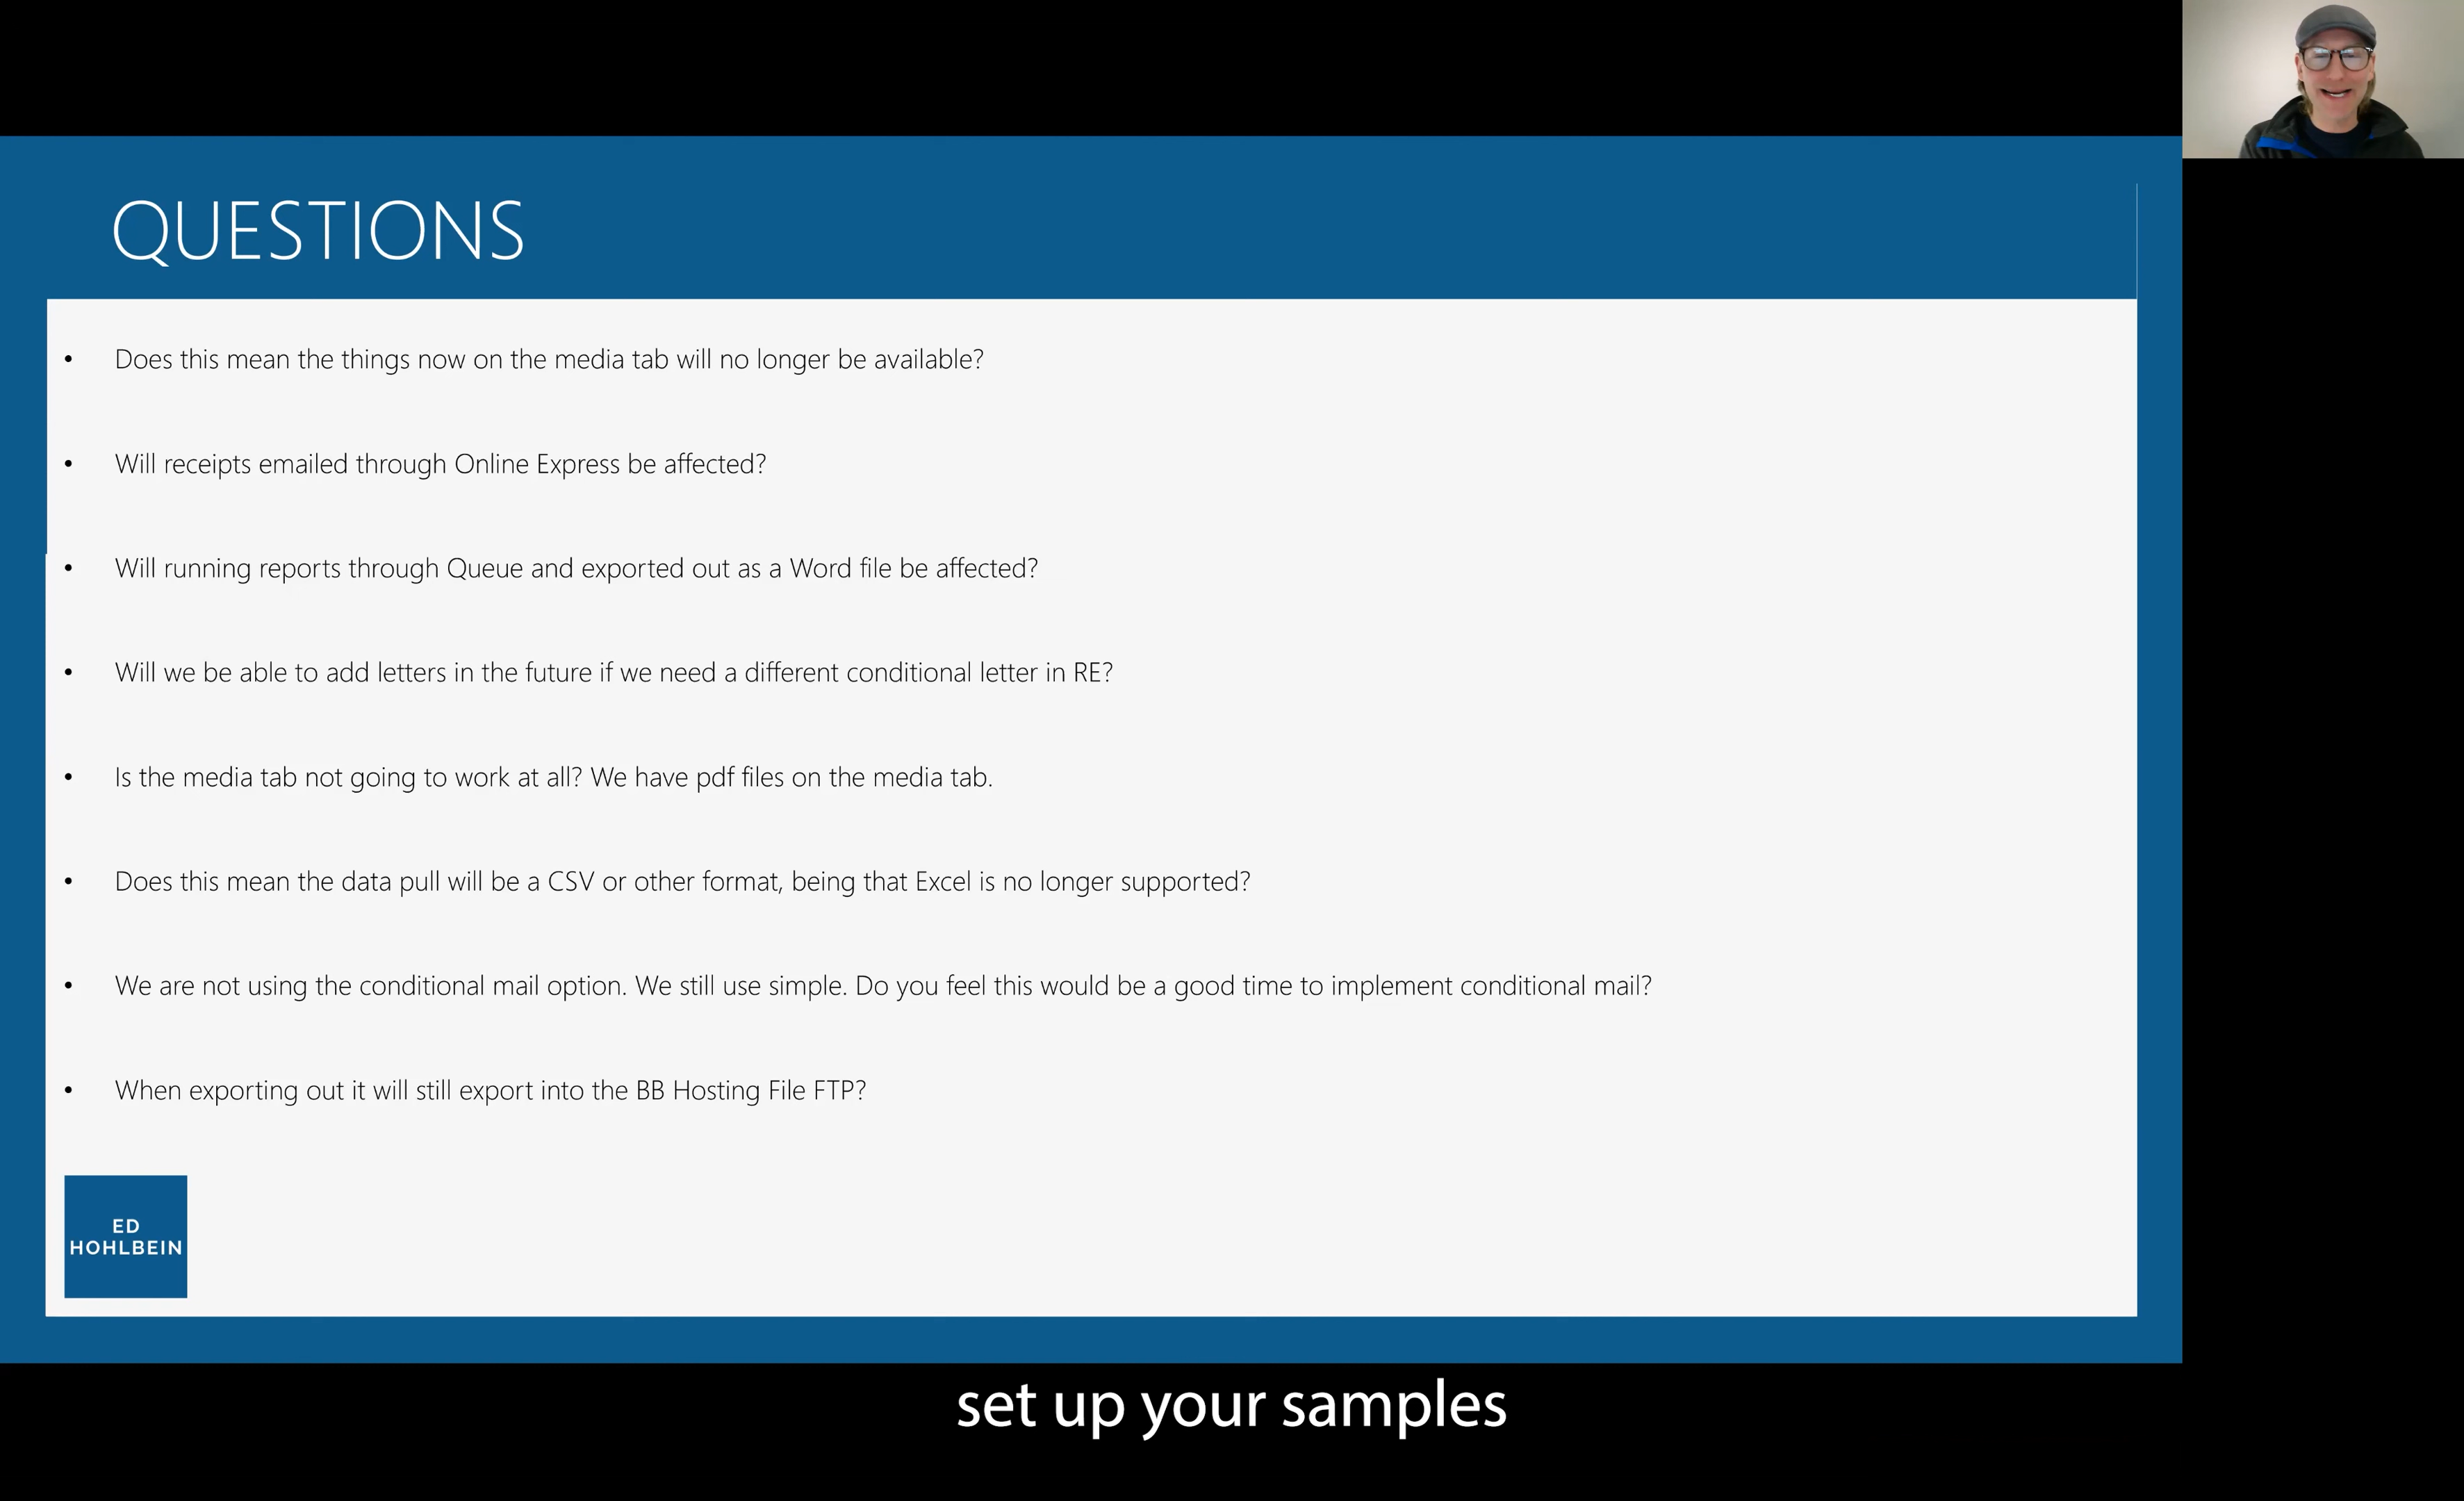 QUESTIONS
• Does this mean the things now on the media tab will no longer be available?
• Will receipts emailed through Online Express be affected?
• Will running reports through Queue and exported out as a Word file be affected?
• Will we be able to add letters in the future if we need a different conditional letter in RE?
• Is the media tab not going to work at all? We have pdf files on the media tab.
• Does this mean the data pull will be a CSV or other format, being that Excel is no longer supported?
• We are not using the conditional mail option. We still use simple. Do you feel this would be a good time to implement conditional mail?
• When exporting out it will still export into the BB Hosting File FTP?
ED
HOHLBEIN
set up your samples